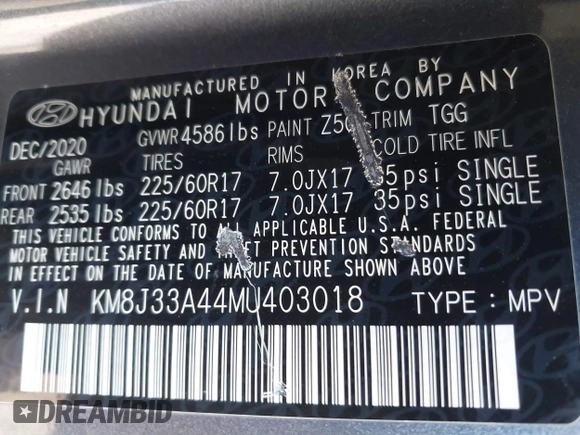 MANUFACTURED IN KOREA BY
HYUNDAI MOTOR COMPANY
DEC/2020 GVWR 4586 lbs PAINT TRIM TGG
GAWR TIRES RIMS COLD TIRE INFL
FRONT 2646 lbs 225/60R17 7.0JX17 35psi SINGLE
REAR 2535 lbs 225/60R17 7.0JX17 35psi SINGLE
THIS VEHICLE CONFORMS TO ALL APPLICABLE U.S.A. FEDERAL
MOTOR VEHICLE SAFETY AND THEFT PREVENTION STANDARDS
IN EFFECT ON THE DATE OF MANUFACTURE SHOWN ABOVE.
V.I.N KM8J33A44MU403018 TYPE : MPV
DREAMBID